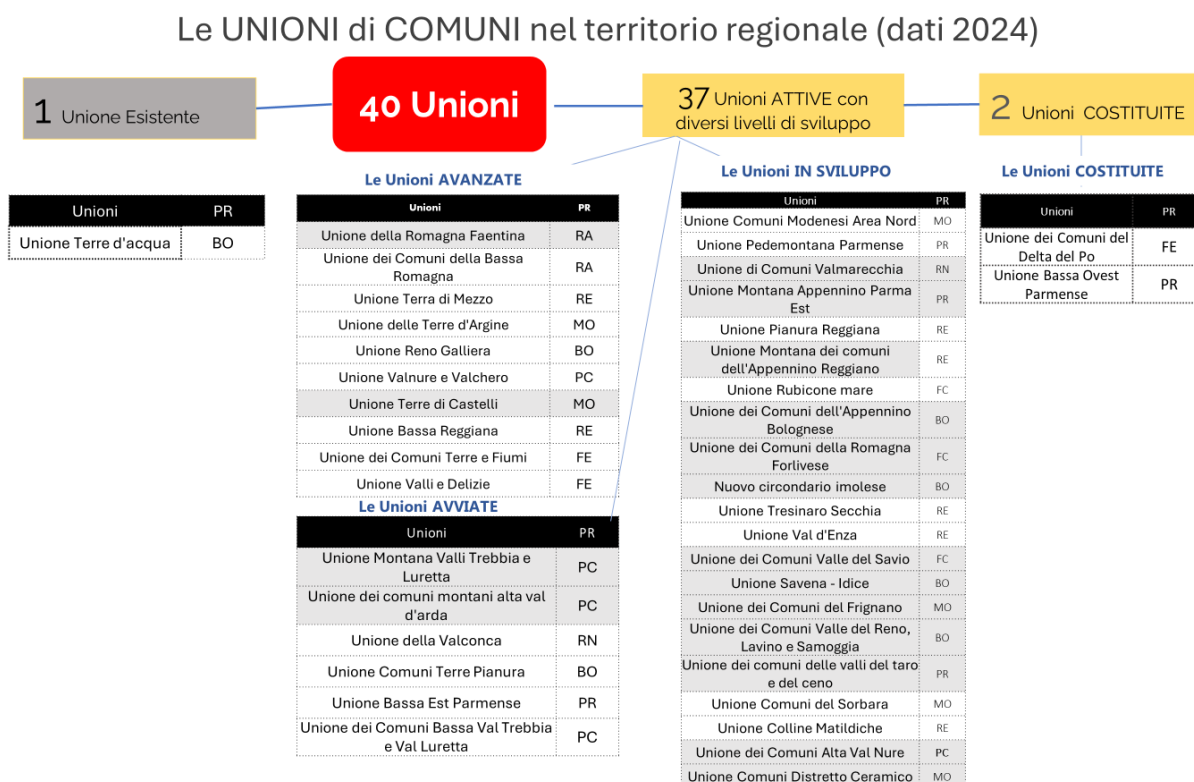 Le UNIONI di COMUNI nel territorio regionale (dati 2024)
1 Unione Esistente
40 Unioni
37 Unioni ATTIVE con
diversi livelli di sviluppo
2 Unioni COSTITUITE
Unioni PR
Unione Terre d'acqua BO
Le Unioni AVANZATE
Unioni PR
Unione della Romagna Faentina RA
Unione dei Comuni della Bassa
Romagna RA
Unione Terra di Mezzo RE
Unione delle Terre d'Argine MO
Unione Reno Galliera BO
Unione Valnure e Valchero PC
Unione Terre di Castelli MO
Unione Bassa Reggiana RE
Unione dei Comuni Terre e Fiumi FE
Unione Valli e Delizie FE
Le Unioni AVVIATE
Unioni PR
Unione Montana Valli Trebbia e
Luretta PC
Unione dei comuni montani alta val
d'arda PC
Unione della Valconca RN
Unione Comuni Terre Pianura BO
Unione Bassa Est Parmense PR
Unione dei Comuni Bassa Val Trebbia
e Val Luretta PC
Le Unioni IN SVILUPPO
Unioni PR
Unione Comuni Modenesi Area Nord MO
Unione Pedemontana Parmense PR
Unione di Comuni Valmarecchia RN
Unione Montana Appennino Parma
Est PR
Unione Pianura Reggiana RE
Unione Montana dei comuni
dell'Appennino Reggiano RE
Unione Rubicone mare FC
Unione dei Comuni dell'Appennino
Bolognese BO
Unione dei Comuni della Romagna
Forlivese FC
Nuovo circondario imolese BO
Unione Tresinaro Secchia RE
Unione Val d'Enza RE
Unione dei Comuni Valle del Savio FC
Unione Savena - Idice BO
Unione dei Comuni del Frignano MO
Unione dei Comuni Valle del Reno,
Lavino e Samoggia BO
Unione dei comuni delle valli del taro
e del ceno PR
Unione Comuni del Sorbara MO
Unione Colline Matildiche RE
Unione dei Comuni Alta Val Nure PC
Unione Comuni Distretto Ceramico MO
Le Unioni COSTITUITE
Unioni PR
Unione dei Comuni del
Delta del Po FE
Unione Bassa Ovest
Parmense PR